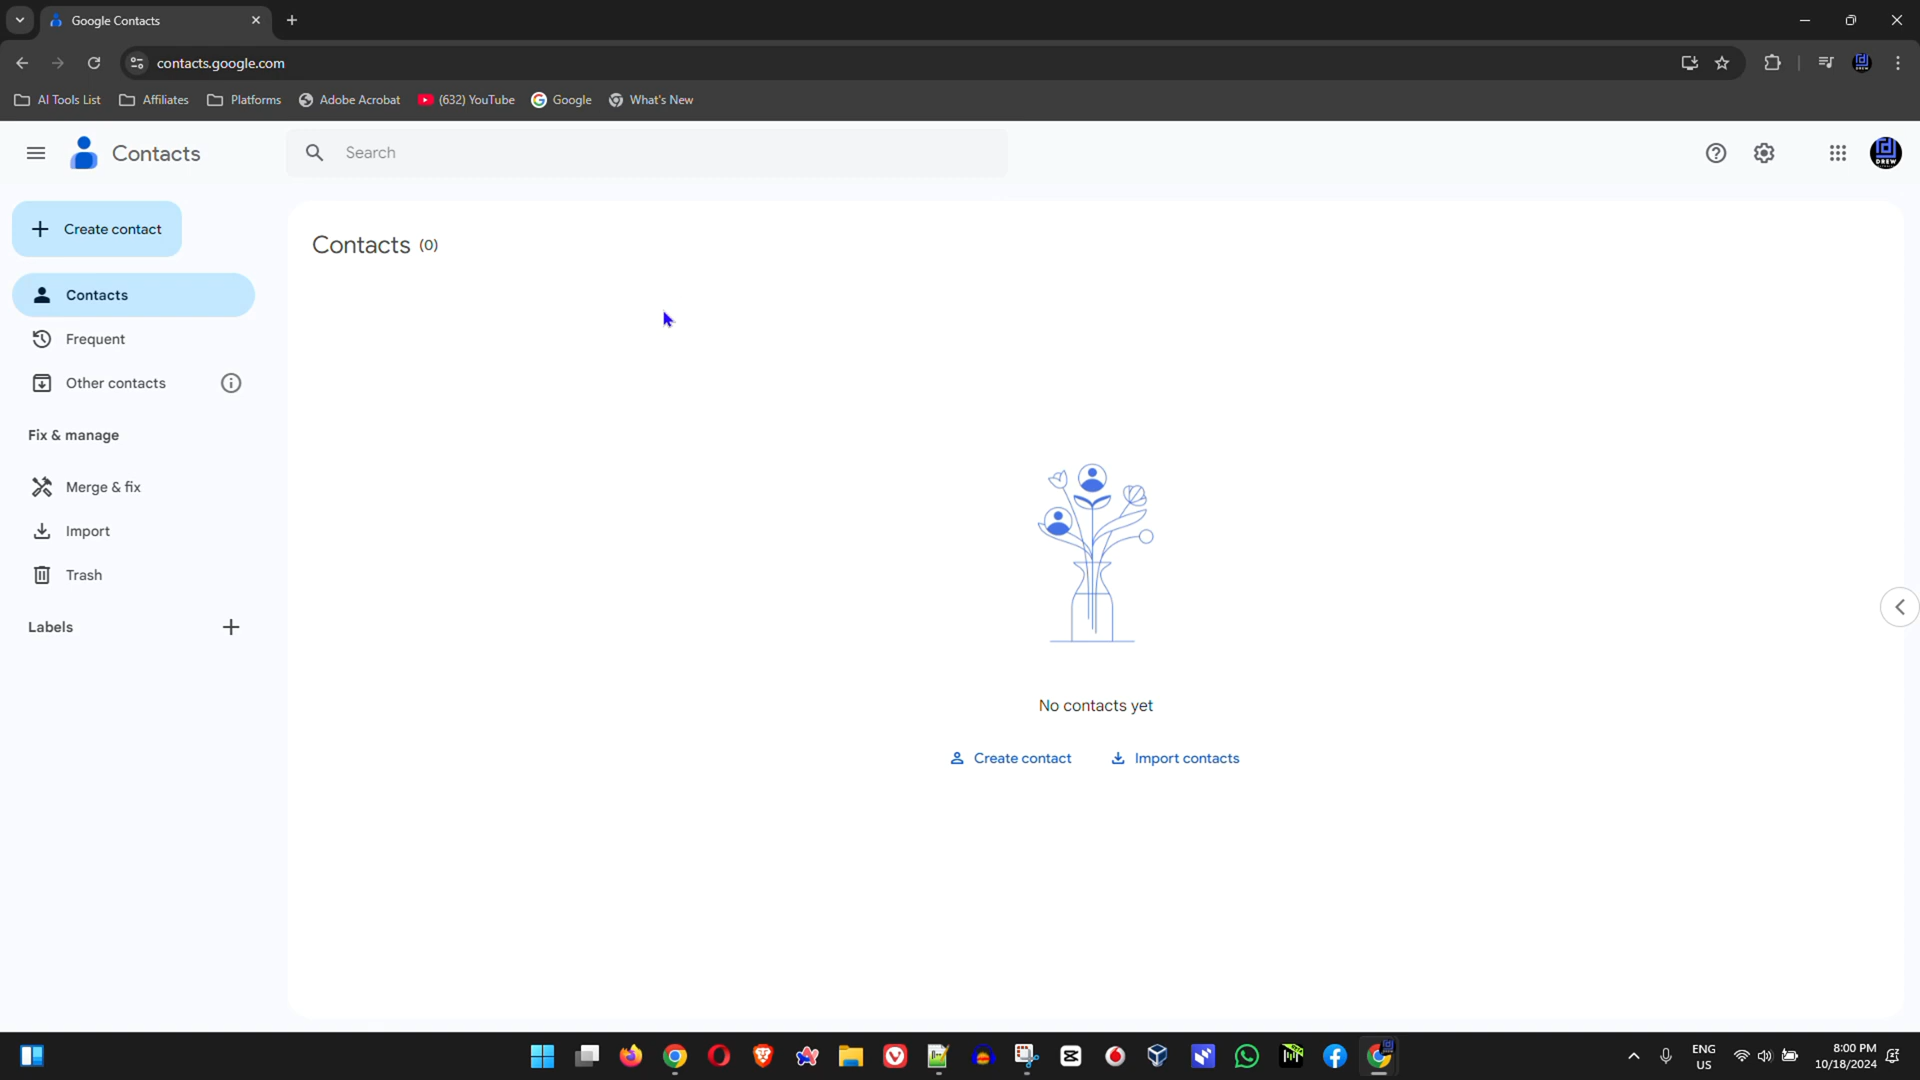 Google Contacts
contacts.google.com
AI Tools List
Affiliates
Platforms
Adobe Acrobat
(632) YouTube
Google
What's New
Contacts
Search
DREW
Create contact
Contacts (0)
Contacts
Frequent
Other contacts
Fix & manage
Merge & fix
Import
Trash
Labels
No contacts yet
Create contact
Import contacts
ENG
US
8:00 PM
10/18/2024